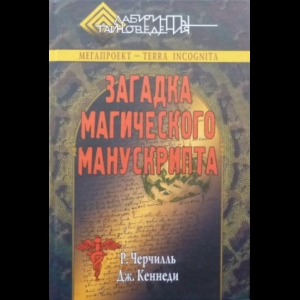 ЛАБИРИНТЫ
ТАЙНОВЕДЕНИЯ
МЕГАПРОЕКТ — TERRA INCOGNITA
ЗАГАДКА
МАГИЧЕСКОГО
МАНУСКРИПТА
Р. Черчилль
Дж. Кеннеди